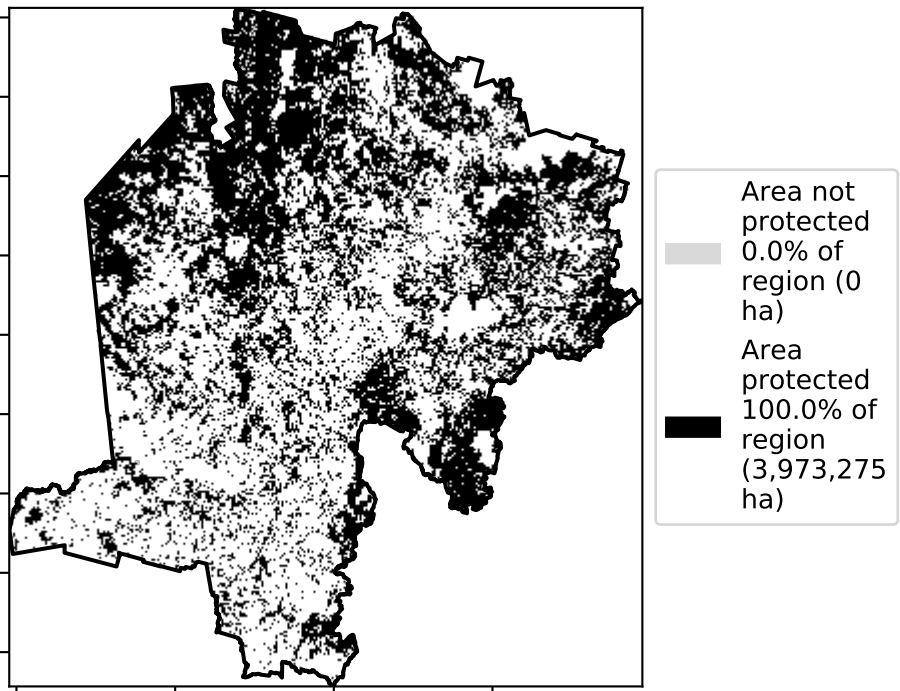 Area not
protected
0.0% of
region (0
ha)
Area
protected
100.0% of
region
(3,973,275
ha)